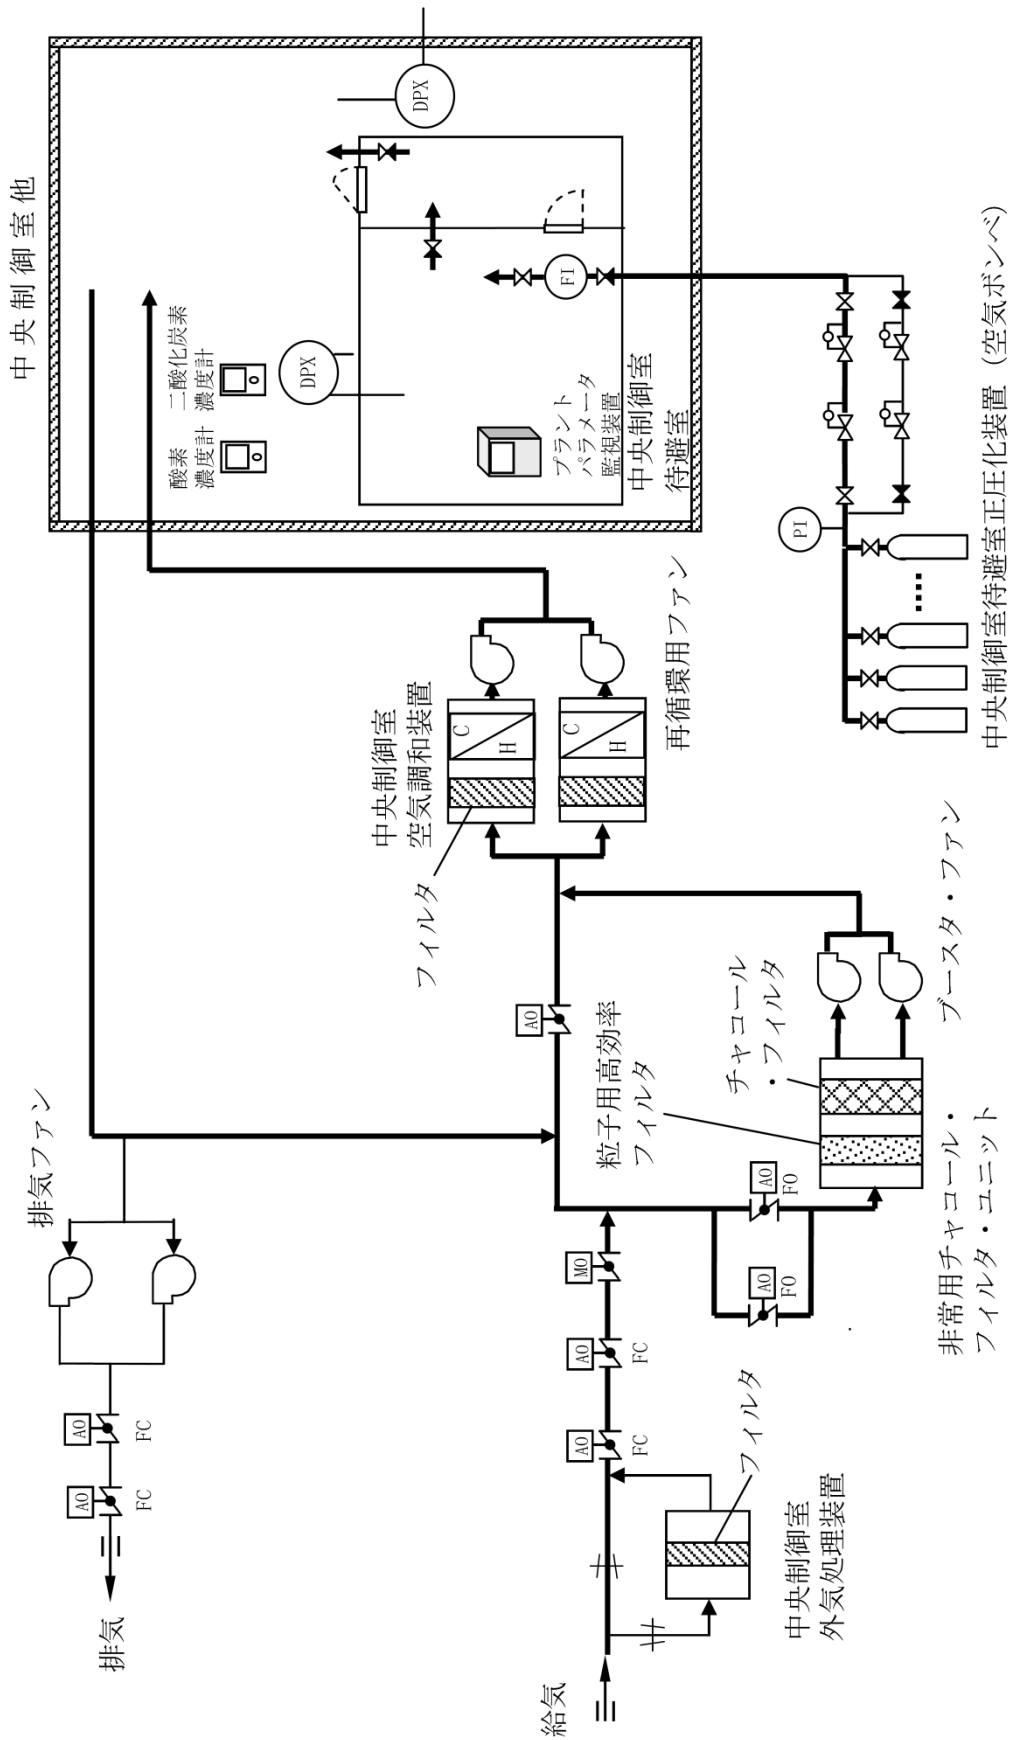 中央制御室他
排気
AO
FC
AO
FC
排気ファン
酸素
濃度計
二酸化炭素
濃度計
DPX
DPX
FI
プラント
パラメータ
監視装置
中央制御室
待避室
中央制御室
空気調和装置
フィルタ
C
H
C
H
再循環用ファン
AO
給気
AO
FC
AO
FC
MO
フィルタ
中央制御室
外気処理装置
AO
FO
AO
FO
粒子用高効率
フィルタ
チャコール
・フィルタ
非常用チャコール・
フィルタ・ユニット
ブースタ・ファン
PI
中央制御室待避室正圧化装置（空気ボンベ）